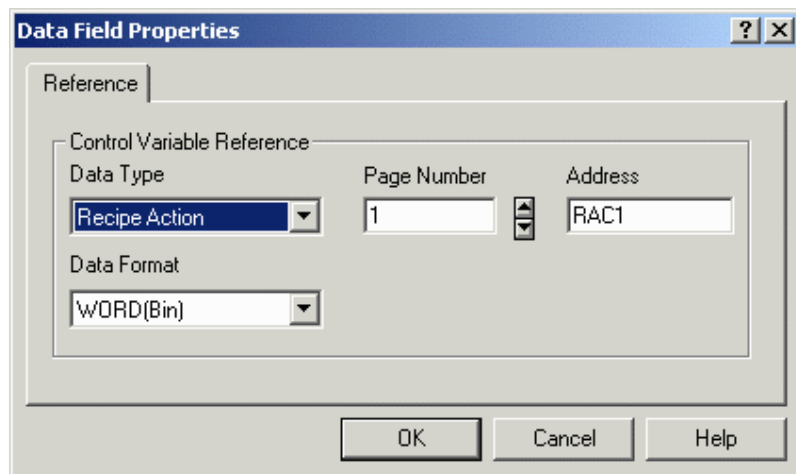 Data Field Properties
?
Reference
Control Variable Reference
Data Type Page Number Address
Recipe Action 1 RAC1
Data Format
WORD(Bin)
OK Cancel Help